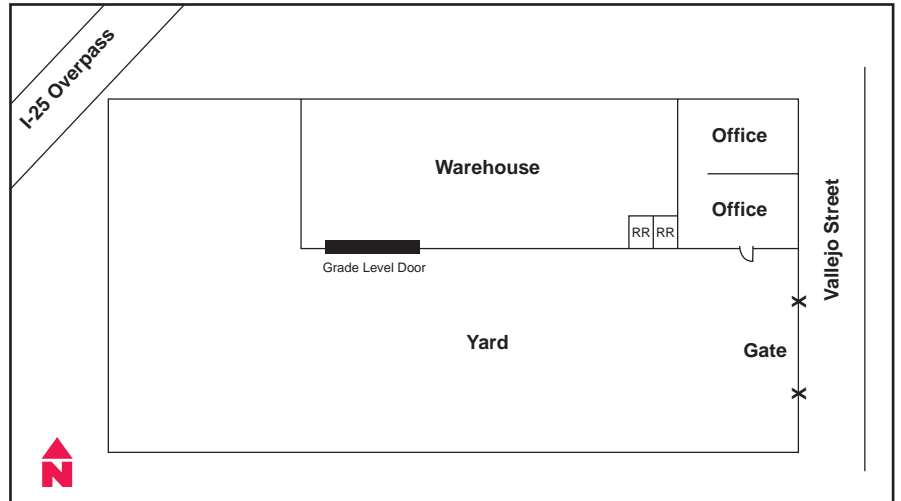 I-25 Overpass
Office
Warehouse
Office
RR RR
Vallejo Street
Grade Level Door
X
Yard
Gate
X
N